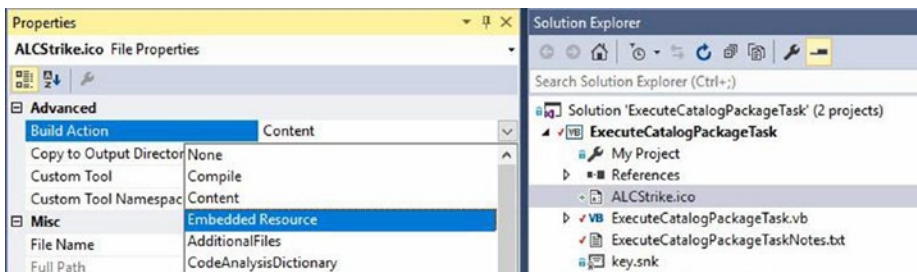 Properties
ALCStrike.ico File Properties
Advanced
Build Action Content
Copy to Output Director None
Custom Tool Compile
Custom Tool Namespac Content
Misc Embedded Resource
File Name AdditionalFiles
Full Path CodeAnalysisDictionary
Solution Explorer
Search Solution Explorer (Ctrl+;)
Solution 'ExecuteCatalogPackageTask' (2 projects)
VB ExecuteCatalogPackageTask
My Project
References
ALCStrike.ico
VB ExecuteCatalogPackageTask.vb
ExecuteCatalogPackageTaskNotes.txt
key.snk